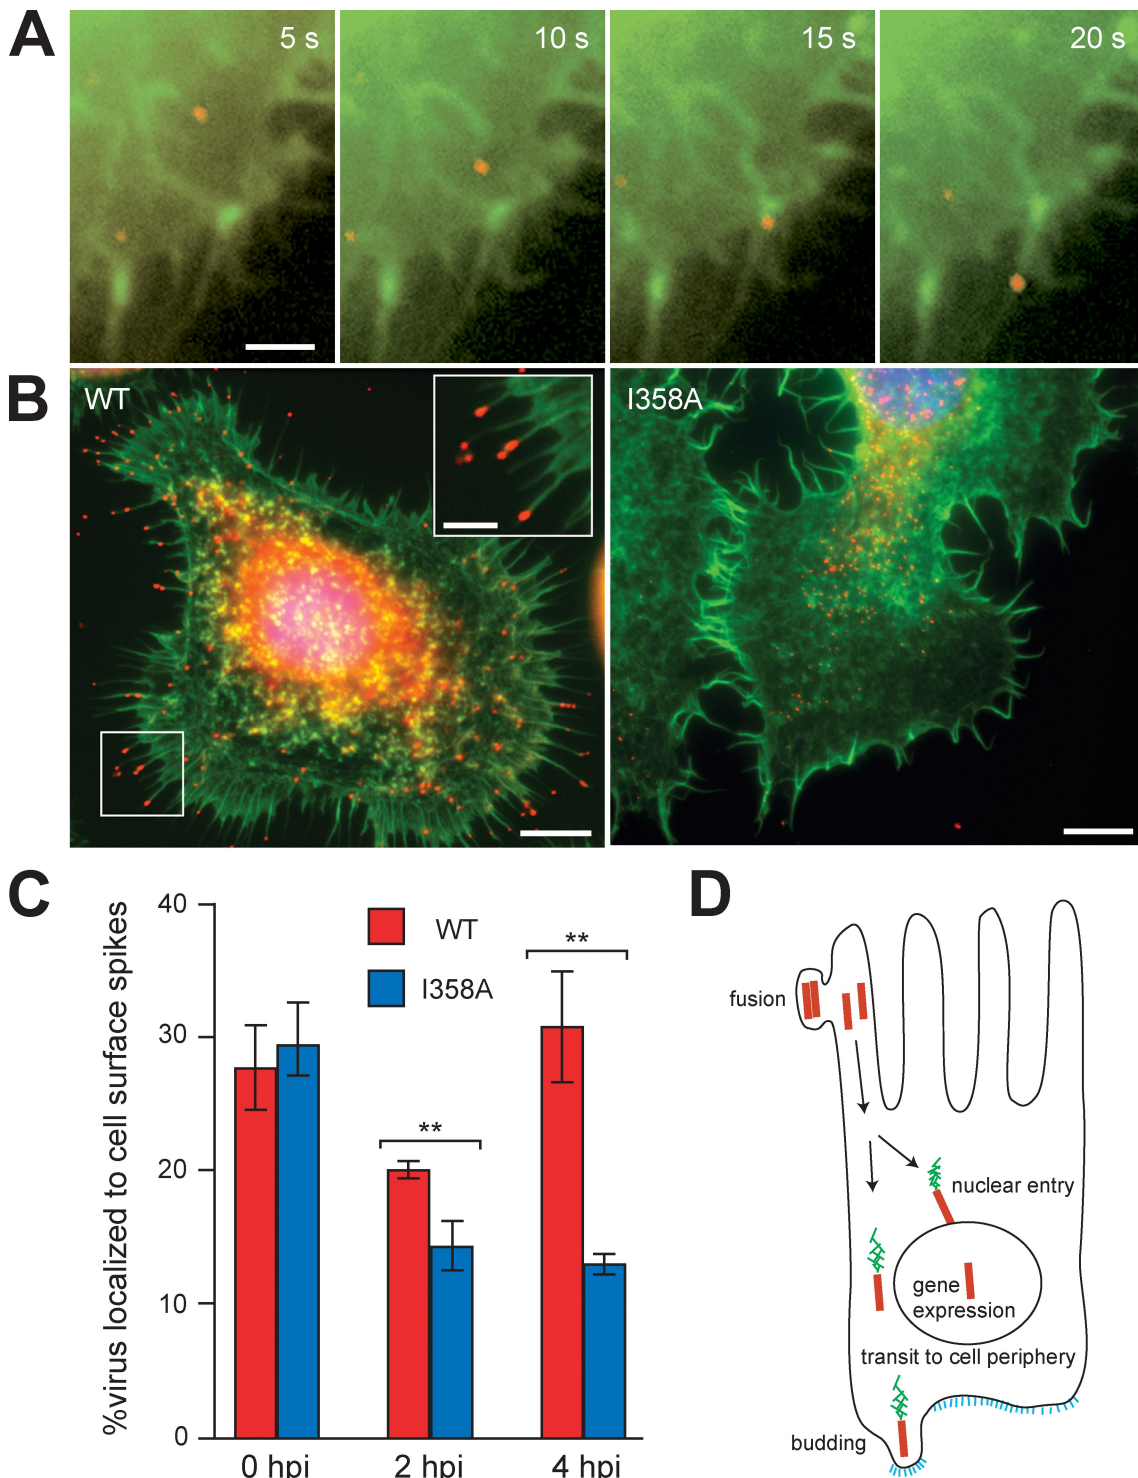 A
5 s
10 s
15 s
20 s
B
WT
I358A
C
%virus localized to cell surface spikes
40
30
20
10
0
WT
I358A
**
**
0 hpi
2 hpi
4 hpi
D
fusion
nuclear entry
gene
expression
transit to cell periphery
budding